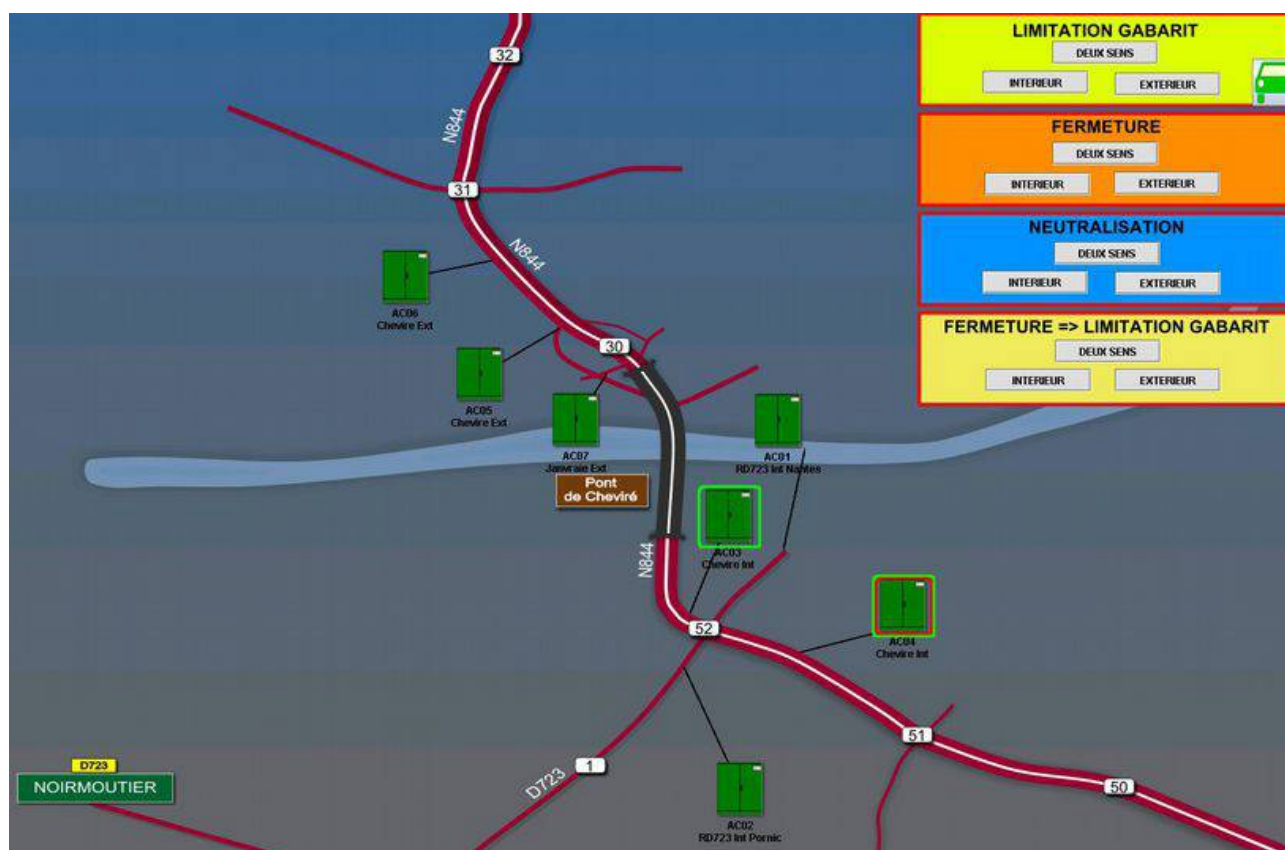 LIMITATION GABARIT
DEUX SENS
INTERIEUR
EXTERIEUR
FERMETURE
DEUX SENS
INTERIEUR
EXTERIEUR
NEUTRALISATION
DEUX SENS
INTERIEUR
EXTERIEUR
FERMETURE => LIMITATION GABARIT
DEUX SENS
INTERIEUR
EXTERIEUR
32
N844
31
N844
AC06
Chevire Ext
30
AC05
Chevire Ext
AC07
Janvraie Ext
AC01
RD723 Int Nantes
Pont
de Cheviré
AC03
Chevire Int
N844
52
AC04
Chevire Int
51
50
1
D723
D723
NOIRMOUTIER
AC02
RD723 Int Pornic